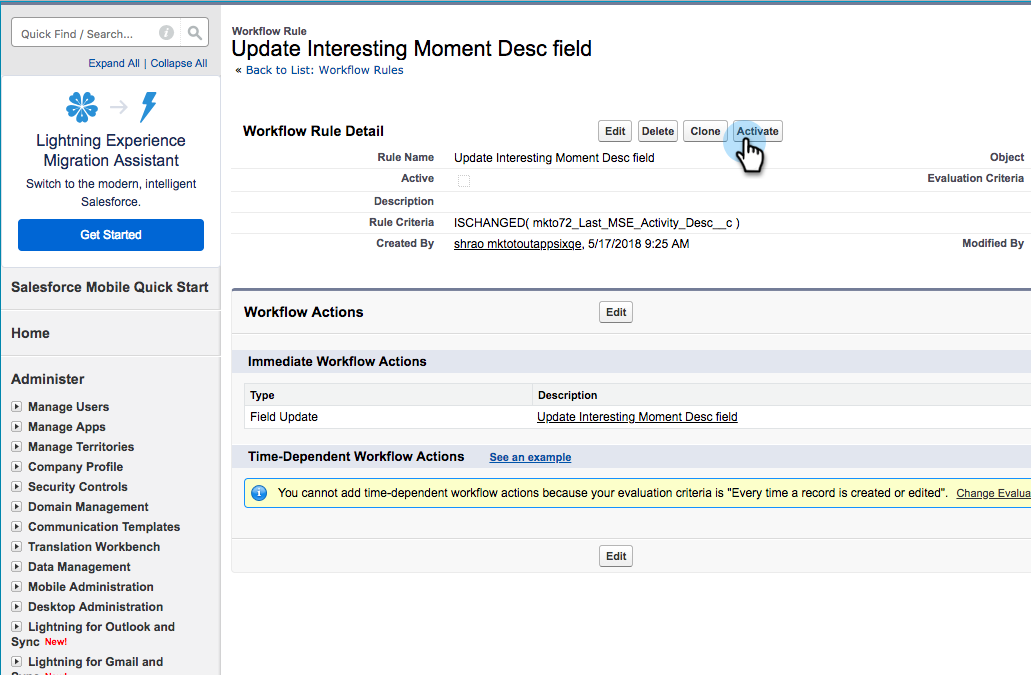 Quick Find / Search...
Expand All | Collapse All
Lightning Experience
Migration Assistant
Switch to the modern, intelligent
Salesforce.
Get Started
Salesforce Mobile Quick Start
Home
Administer
Manage Users
Manage Apps
Manage Territories
Company Profile
Security Controls
Domain Management
Communication Templates
Translation Workbench
Data Management
Mobile Administration
Desktop Administration
Lightning for Outlook and
Sync New!
Lightning for Gmail and
Workflow Rule
Update Interesting Moment Desc field
« Back to List: Workflow Rules
Workflow Rule Detail
Edit Delete Clone Activate
Rule Name Update Interesting Moment Desc field Object
Active Evaluation Criteria
Description
Rule Criteria ISCHANGED( mkto72_Last_MSE_Activity_Desc__c )
Created By shrao mktotoutappsixqe, 5/17/2018 9:25 AM Modified By
Workflow Actions Edit
Immediate Workflow Actions
Type Description
Field Update Update Interesting Moment Desc field
Time-Dependent Workflow Actions See an example
You cannot add time-dependent workflow actions because your evaluation criteria is "Every time a record is created or edited". Change Evalua
Edit